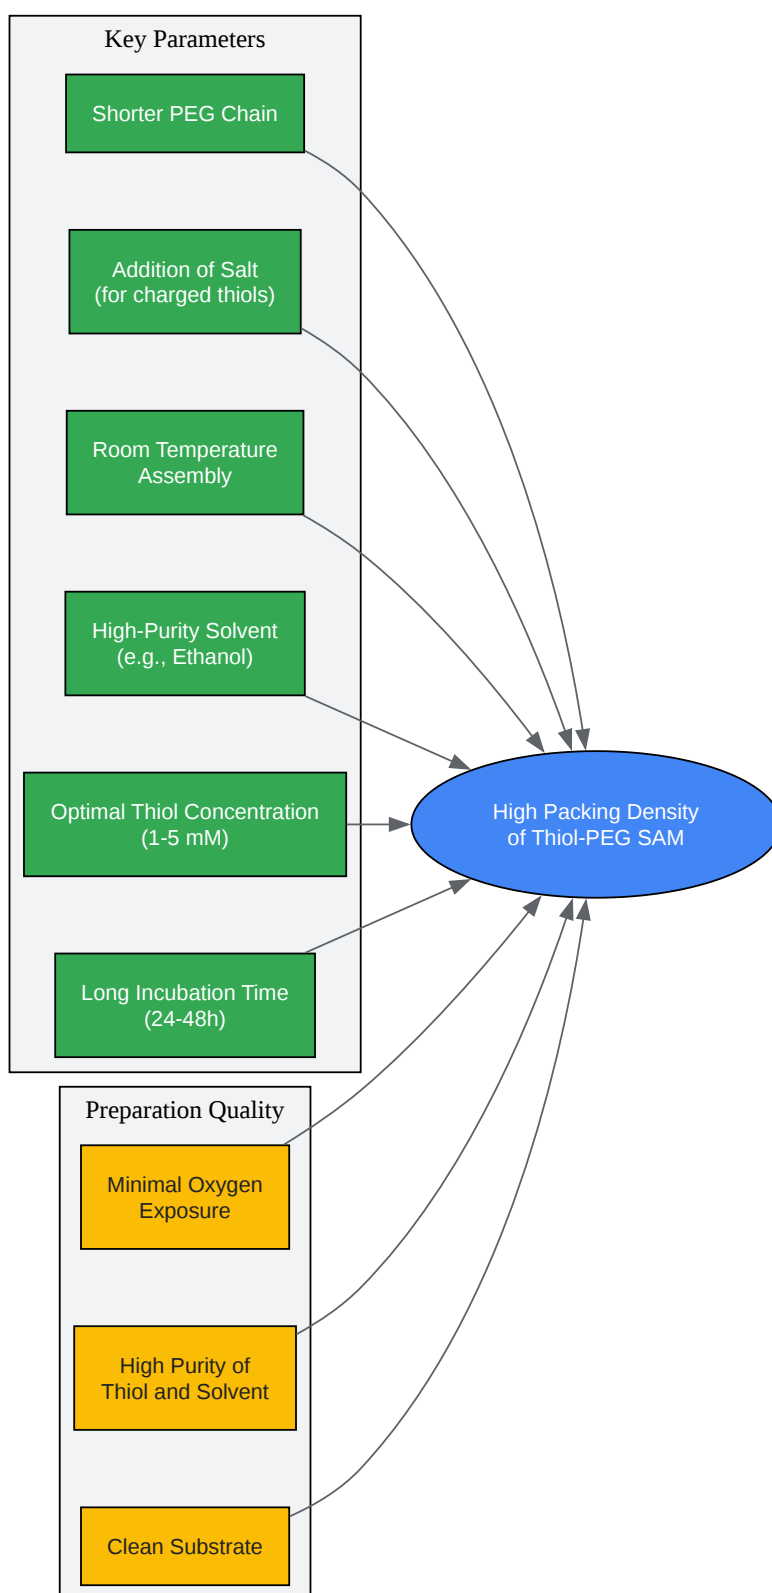 Key Parameters
Shorter PEG Chain
Addition of Salt
(for charged thiols)
Room Temperature
Assembly
High-Purity Solvent
(e.g., Ethanol)
Optimal Thiol Concentration
(1-5 mM)
High Packing Density
of Thiol-PEG SAM
Long Incubation Time
(24-48h)
Preparation Quality
Minimal Oxygen
Exposure
High Purity of
Thiol and Solvent
Clean Substrate